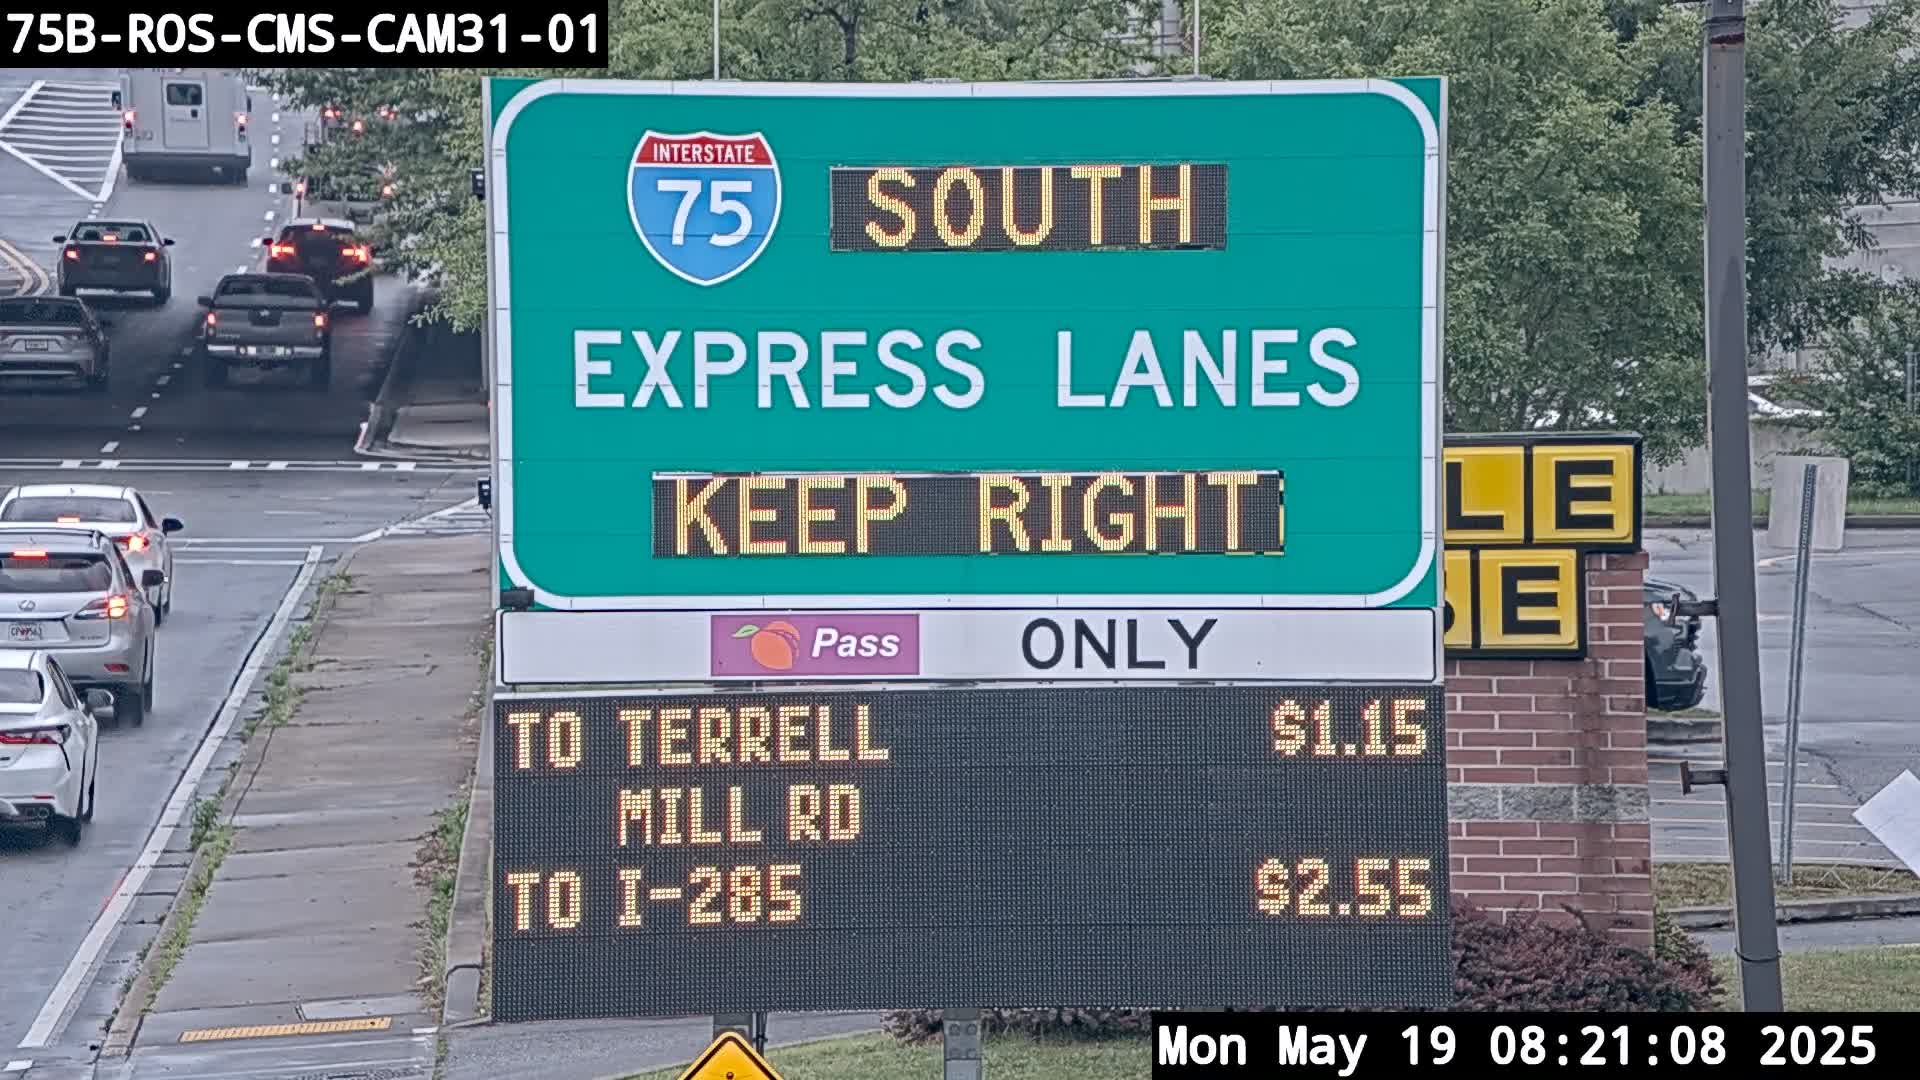 75B-ROS-CMS-CAM31-01
INTERSTATE
75
SOUTH
EXPRESS LANES
KEEP RIGHT
Pass ONLY
LE
E
TO TERRELL $1.15
MILL RD
TO I-285 $2.55
Mon May 19 08:21:08 2025